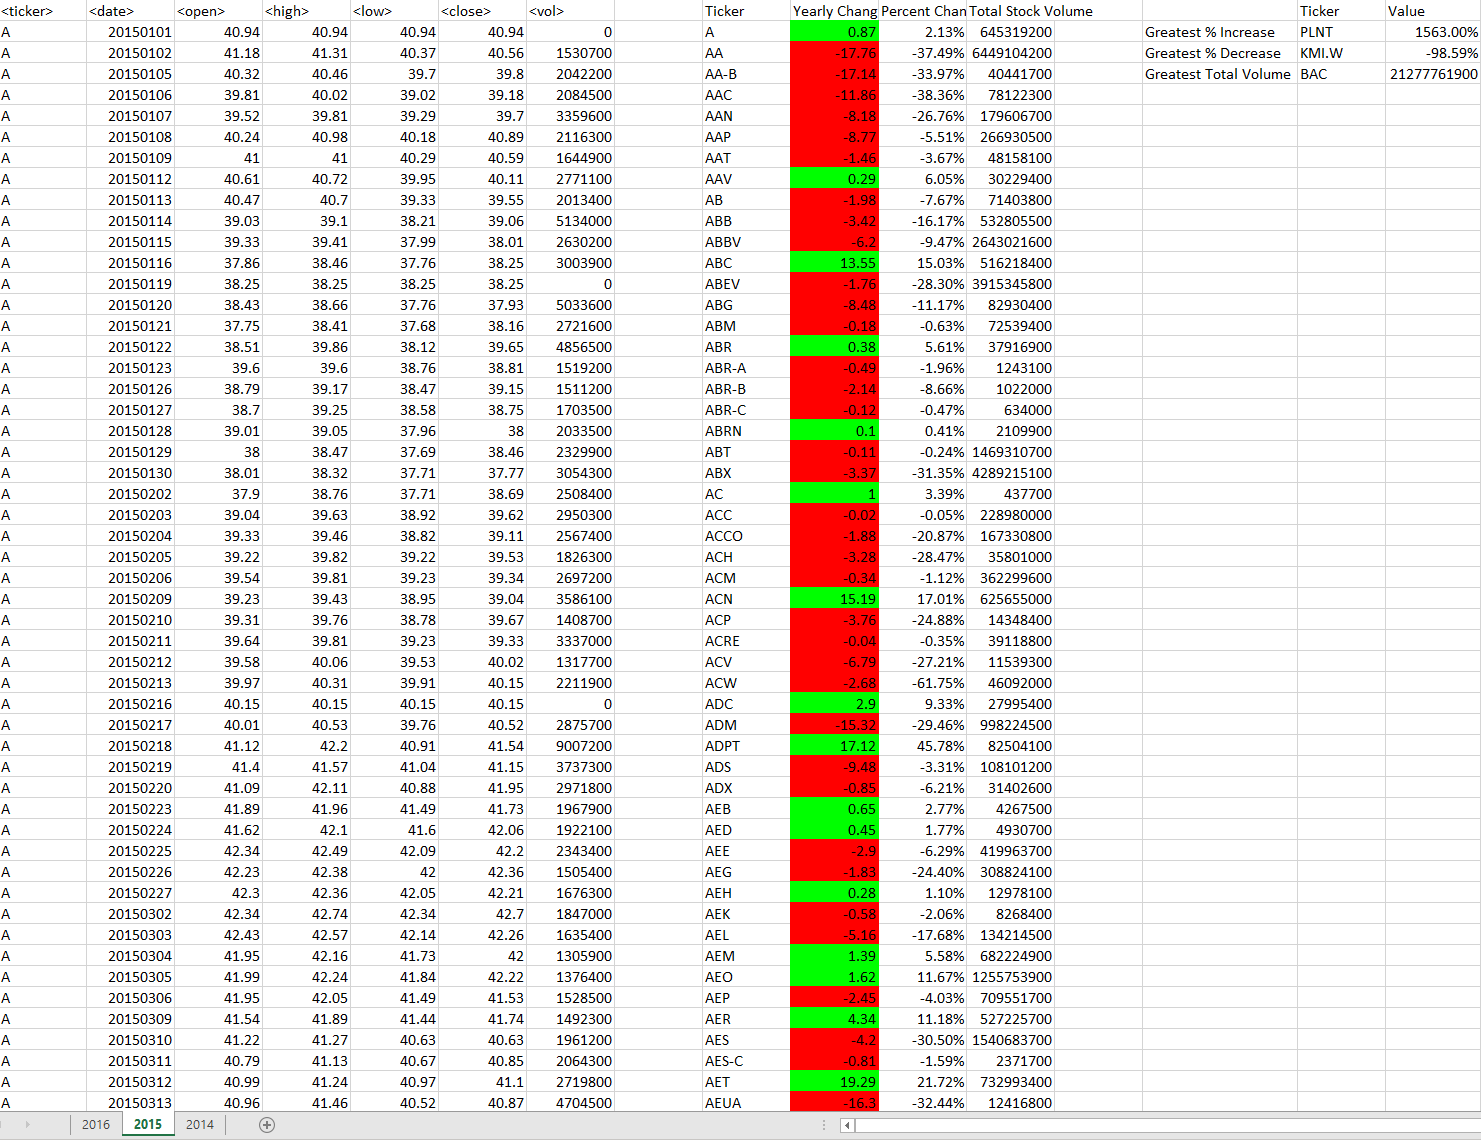 <ticker> <date> <open> <high> <low> <close> <vol> Ticker Yearly Chang Percent Chan Total Stock Volume Ticker Value
A 20150101 40.94 40.94 40.94 40.94 0 A 0.87 2.13% 645319200 Greatest % Increase PLNT 1563.00%
A 20150102 41.18 41.31 40.37 40.56 1530700 AA -17.76 -37.49% 6449104200 Greatest % Decrease KMI.W -98.59%
A 20150105 40.32 40.46 39.7 39.8 2042200 AA-B -17.14 -33.97% 40441700 Greatest Total Volume BAC 21277761900
A 20150106 39.81 40.02 39.02 39.18 2084500 AAC -11.86 -38.36% 78122300
A 20150107 39.52 39.81 39.29 39.7 3359600 AAN -8.18 -26.76% 179606700
A 20150108 40.24 40.98 40.18 40.89 2116300 AAP -8.77 -5.51% 266930500
A 20150109 41 41 40.29 40.59 1644900 AAT -1.46 -3.67% 48158100
A 20150112 40.61 40.72 39.95 40.11 2771100 AAV 0.29 6.05% 30229400
A 20150113 40.47 40.7 39.33 39.55 2013400 AB -1.98 -7.67% 71403800
A 20150114 39.03 39.1 38.21 39.06 5134000 ABB -3.42 -16.17% 532805500
A 20150115 39.33 39.41 37.99 38.01 2630200 ABBV -6.2 -9.47% 2643021600
A 20150116 37.86 38.46 37.76 38.25 3003900 ABC 13.55 15.03% 516218400
A 20150119 38.25 38.25 38.25 38.25 0 ABEV -1.76 -28.30% 3915345800
A 20150120 38.43 38.66 37.76 37.93 5033600 ABG -8.48 -11.17% 82930400
A 20150121 37.75 38.41 37.68 38.16 2721600 ABM -0.18 -0.63% 72539400
A 20150122 38.51 39.86 38.12 39.65 4856500 ABR 0.38 5.61% 37916900
A 20150123 39.6 39.6 38.76 38.81 1519200 ABR-A -0.49 -1.96% 1243100
A 20150126 38.79 39.17 38.47 39.15 1511200 ABR-B -2.14 -8.66% 1022000
A 20150127 38.7 39.25 38.58 38.75 1703500 ABR-C -0.12 -0.47% 634000
A 20150128 39.01 39.05 37.96 38 2033500 ABRN 0.1 0.41% 2109900
A 20150129 38 38.47 37.69 38.46 2329900 ABT -0.11 -0.24% 1469310700
A 20150130 38.01 38.32 37.71 37.77 3054300 ABX -3.37 -31.35% 4289215100
A 20150202 37.9 38.76 37.71 38.69 2508400 AC 1 3.39% 437700
A 20150203 39.04 39.63 38.92 39.62 2950300 ACC -0.02 -0.05% 228980000
A 20150204 39.33 39.46 38.82 39.11 2567400 ACCO -1.88 -20.87% 167330800
A 20150205 39.22 39.82 39.22 39.53 1826300 ACH -3.28 -28.47% 35801000
A 20150206 39.54 39.81 39.23 39.34 2697200 ACM -0.34 -1.12% 362299600
A 20150209 39.23 39.43 38.95 39.04 3586100 ACN 15.19 17.01% 625655000
A 20150210 39.31 39.76 38.78 39.67 1408700 ACP -3.76 -24.88% 14348400
A 20150211 39.64 39.81 39.23 39.33 3337000 ACRE -0.04 -0.35% 39118800
A 20150212 39.58 40.06 39.53 40.02 1317700 ACV -6.79 -27.21% 11539300
A 20150213 39.97 40.31 39.91 40.15 2211900 ACW -2.68 -61.75% 46092000
A 20150216 40.15 40.15 40.15 40.15 0 ADC 2.9 9.33% 27995400
A 20150217 40.01 40.53 39.76 40.52 2875700 ADM -15.32 -29.46% 998224500
A 20150218 41.12 42.2 40.91 41.54 9007200 ADPT 17.12 45.78% 82504100
A 20150219 41.4 41.57 41.04 41.15 3737300 ADS -9.48 -3.31% 108101200
A 20150220 41.09 42.11 40.88 41.95 2971800 ADX -0.85 -6.21% 31402600
A 20150223 41.89 41.96 41.49 41.73 1967900 AEB 0.65 2.77% 4267500
A 20150224 41.62 42.1 41.6 42.06 1922100 AED 0.45 1.77% 4930700
A 20150225 42.34 42.49 42.09 42.2 2343400 AEE -2.9 -6.29% 419963700
A 20150226 42.23 42.38 42 42.36 1505400 AEG -1.83 -24.40% 308824100
A 20150227 42.3 42.36 42.05 42.21 1676300 AEH 0.28 1.10% 12978100
A 20150302 42.34 42.74 42.34 42.7 1847000 AEK -0.58 -2.06% 8268400
A 20150303 42.43 42.57 42.14 42.26 1635400 AEL -5.16 -17.68% 134214500
A 20150304 41.95 42.16 41.73 42 1305900 AEM 1.39 5.58% 682224900
A 20150305 41.99 42.24 41.84 42.22 1376400 AEO 1.62 11.67% 1255753900
A 20150306 41.95 42.05 41.49 41.53 1528500 AEP -2.45 -4.03% 709551700
A 20150309 41.54 41.89 41.44 41.74 1492300 AER 4.34 11.18% 527225700
A 20150310 41.22 41.27 40.63 40.63 1961200 AES -4.2 -30.50% 1540683700
A 20150311 40.79 41.13 40.67 40.85 2064300 AES-C -0.81 -1.59% 2371700
A 20150312 40.99 41.24 40.97 41.1 2719800 AET 19.29 21.72% 732993400
A 20150313 40.96 41.46 40.52 40.87 4704500 AEUA -16.3 -32.44% 12416800
2016 2015 2014